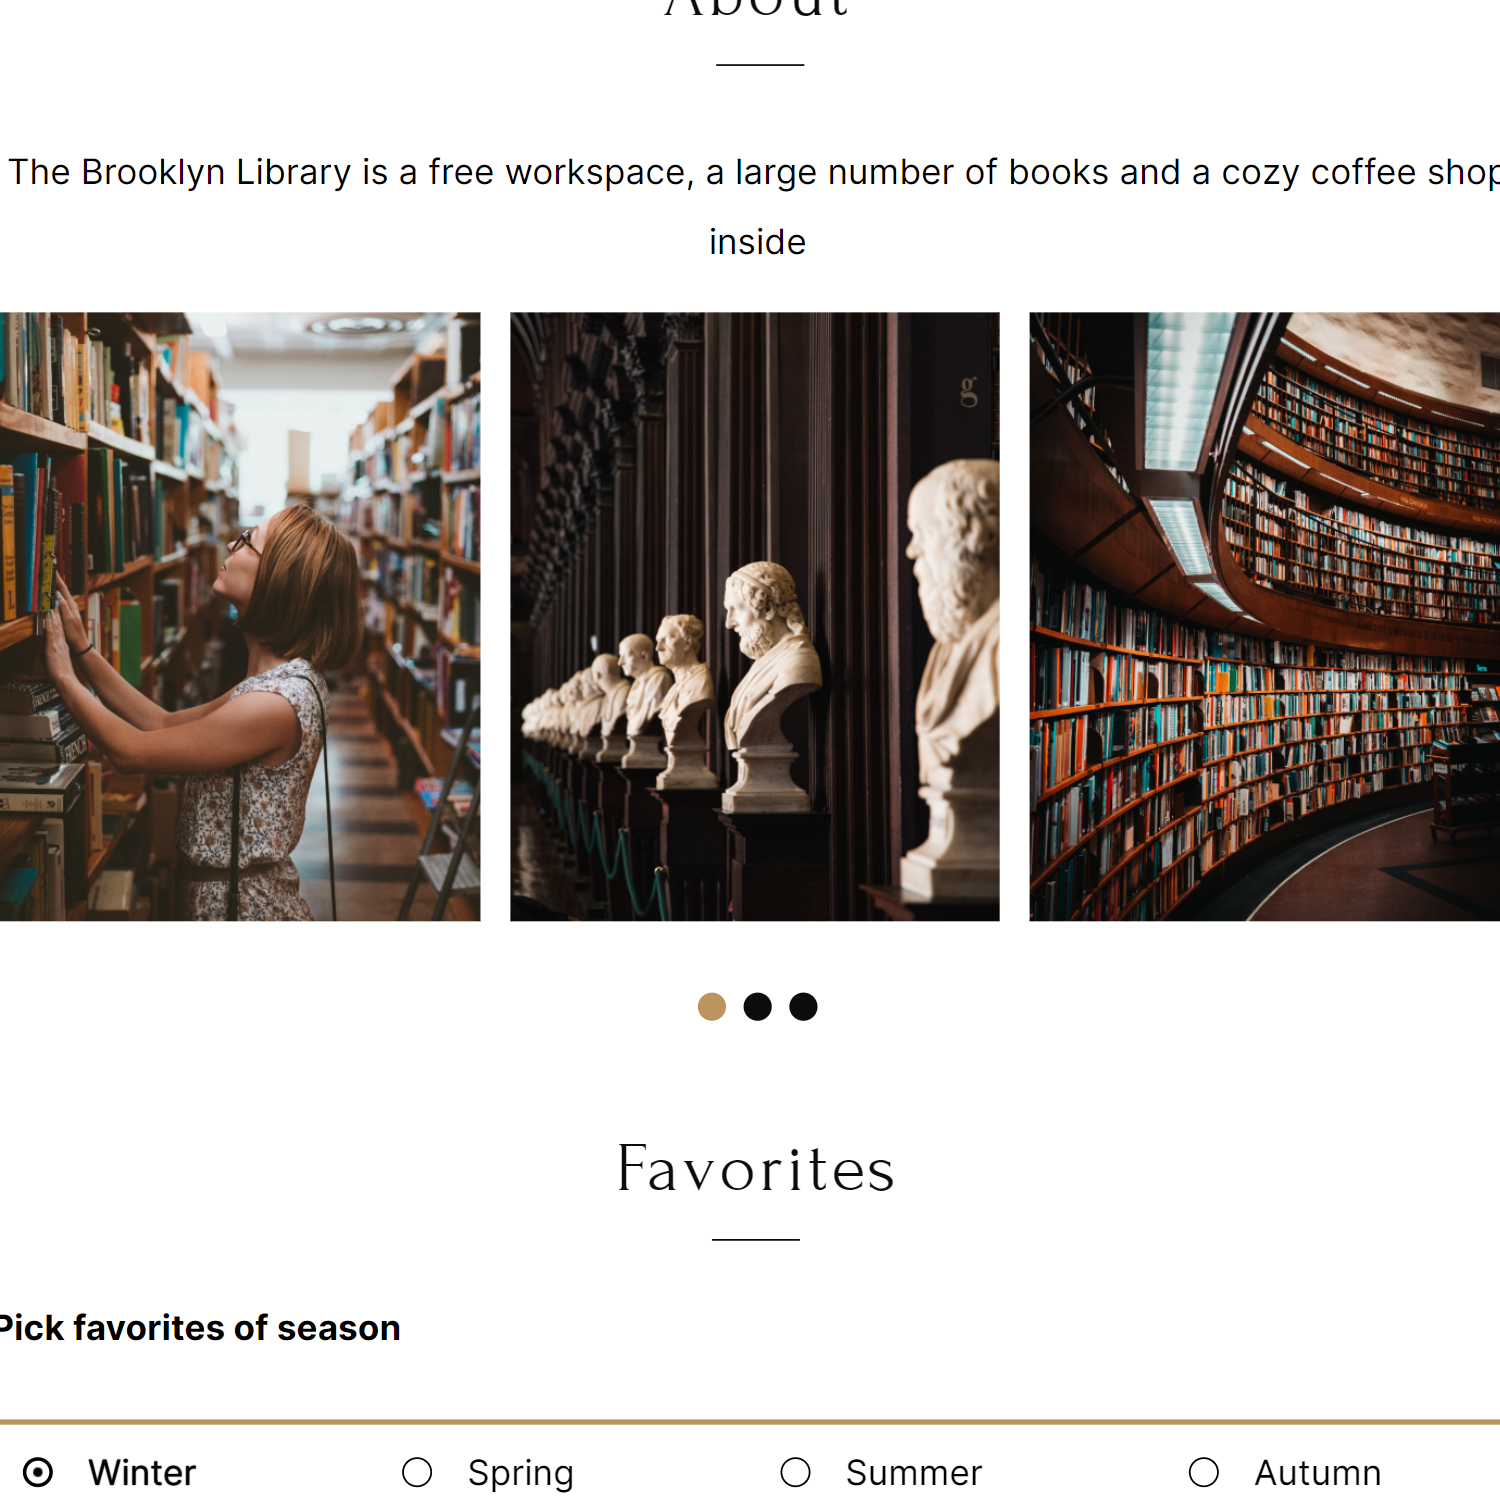 About
The Brooklyn Library is a free workspace, a large number of books and a cozy coffee shop
inside
g
Favorites
Pick favorites of season
Winter
Spring
Summer
Autumn